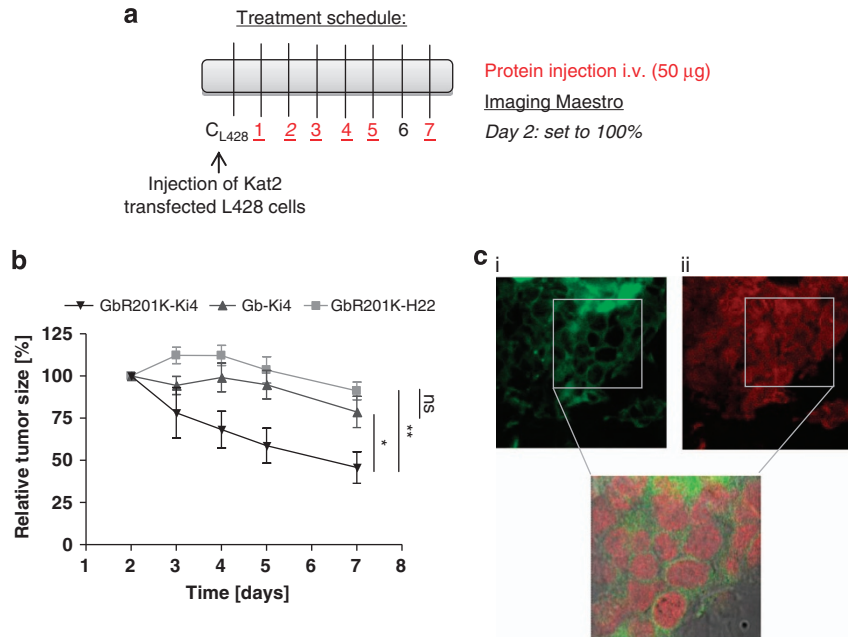 a
Treatment schedule:
C_L428 1 2 3 4 5 6 7
Injection of Kat2
transfected L428 cells
Protein injection i.v. (50 μg)
Imaging Maestro
Day 2: set to 100%
b
GbR201K-Ki4 Gb-Ki4 GbR201K-H22
Relative tumor size [%]
125
100
75
50
25
0
1 2 3 4 5 6 7 8
Time [days]
*
**
ns
c
i
ii